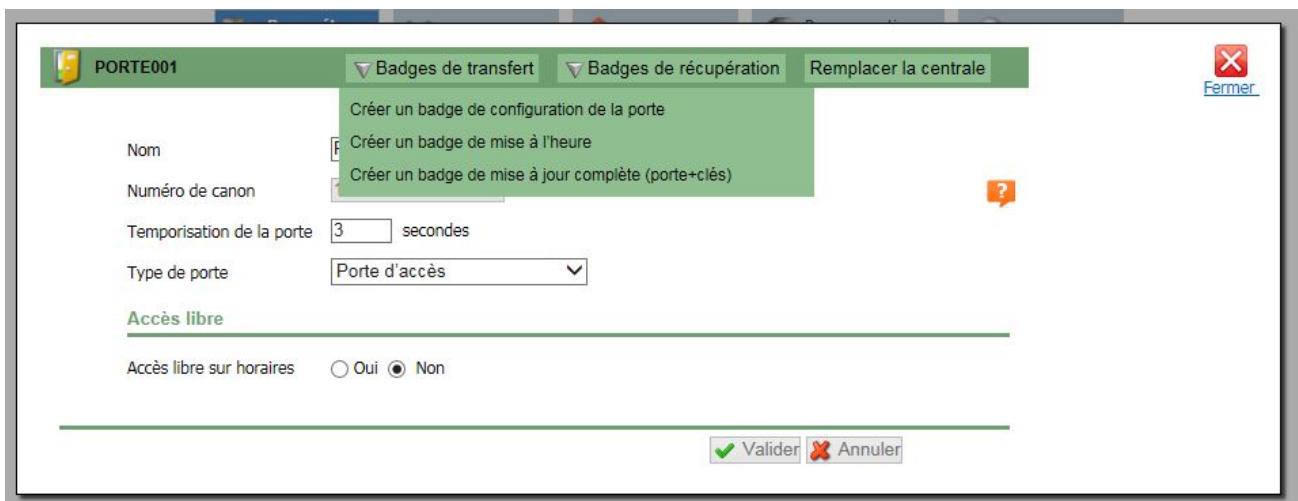 PORTE001
Badges de transfert
Badges de récupération
Remplacer la centrale
Fermer
Créer un badge de configuration de la porte
Nom
Créer un badge de mise à l'heure
Numéro de canon
Créer un badge de mise à jour complète (porte+clés)
Temporisation de la porte 3 secondes
Type de porte Porte d'accès
Accès libre
Accès libre sur horaires Oui Non
Valider Annuler